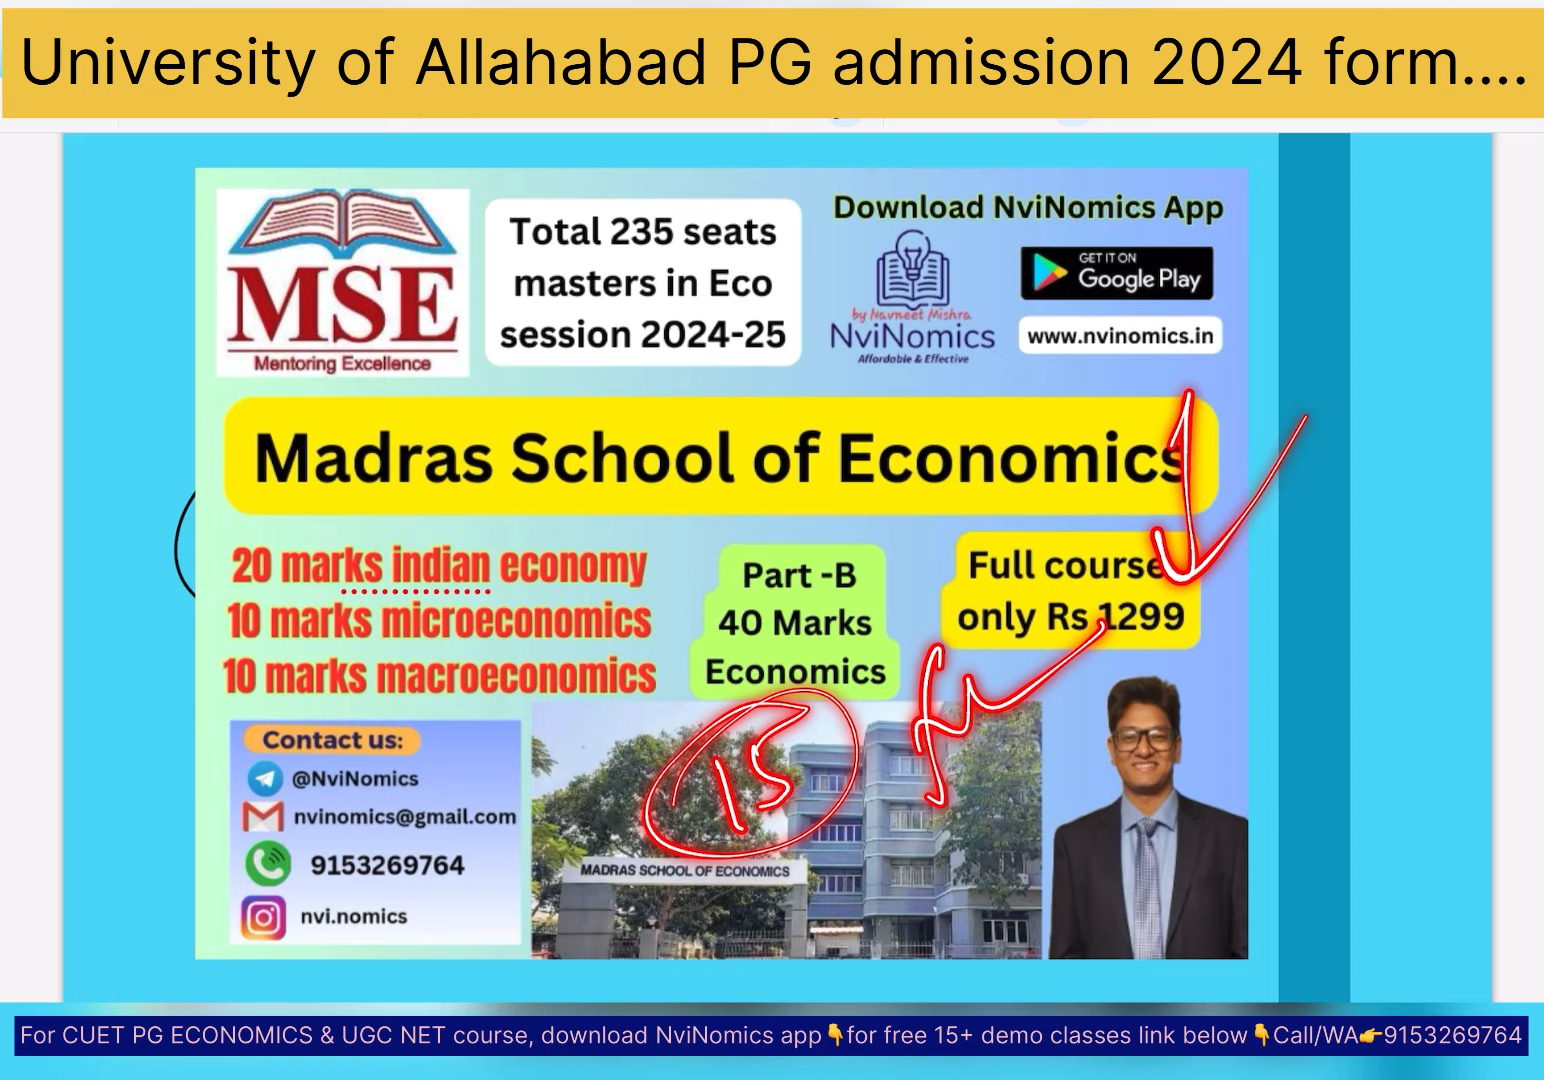 University of Allahabad PG admission 2024 form....
MSE
Mentoring Excellence
Total 235 seats
masters in Eco
session 2024-25
Download NviNomics App
by Navneet Mishra
NviNomics
Affordable & Effective
GET IT ON
Google Play
www.nvinomics.in
Madras School of Economics
20 marks indian economy
10 marks microeconomics
10 marks macroeconomics
Part -B
40 Marks
Economics
Full course
only Rs 1299
15
Contact us:
@NviNomics
nvinomics@gmail.com
9153269764
nvi.nomics
MADRAS SCHOOL OF ECONOMICS
For CUET PG ECONOMICS & UGC NET course, download NviNomics app👇for free 15+ demo classes link below👇Call/WA👉9153269764